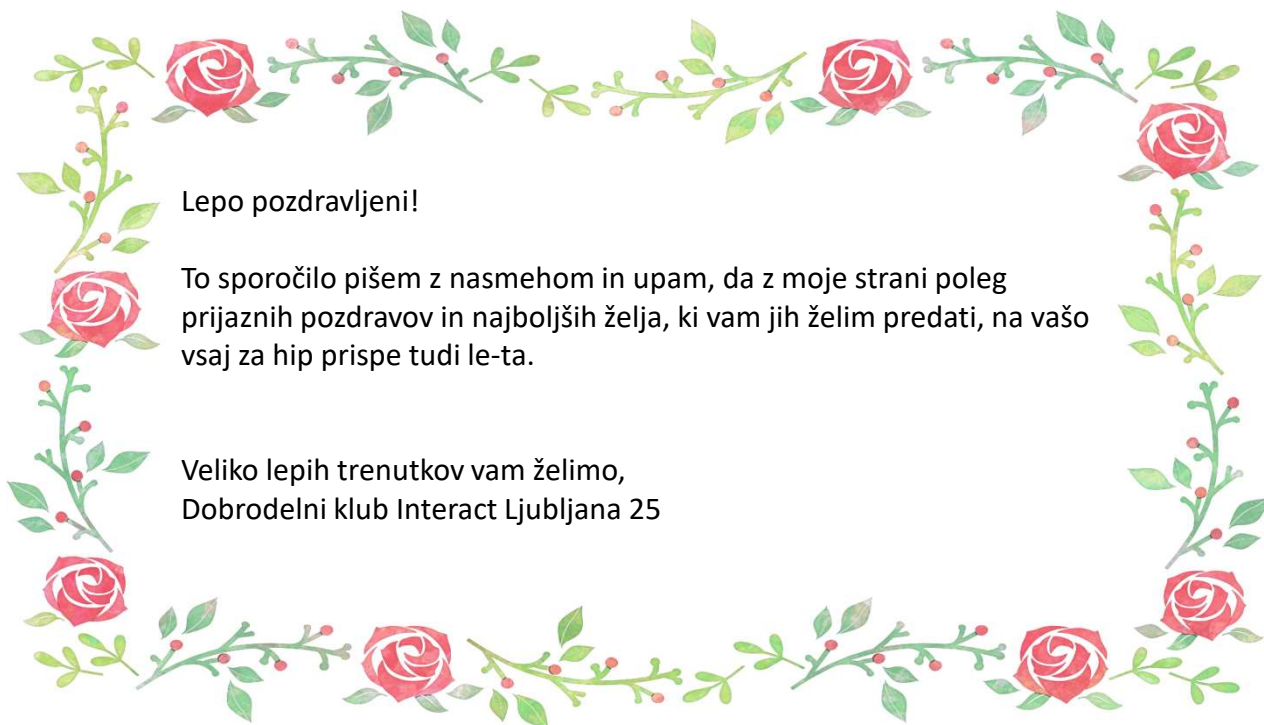 Lepo pozdravljeni!
To sporočilo pišem z nasmehom in upam, da z moje strani poleg
prijaznih pozdravov in najboljših želja, ki vam jih želim predati, na vašo
vsaj za hip prispe tudi le-ta.
Veliko lepih trenutkov vam želimo,
Dobrodelni klub Interact Ljubljana 25